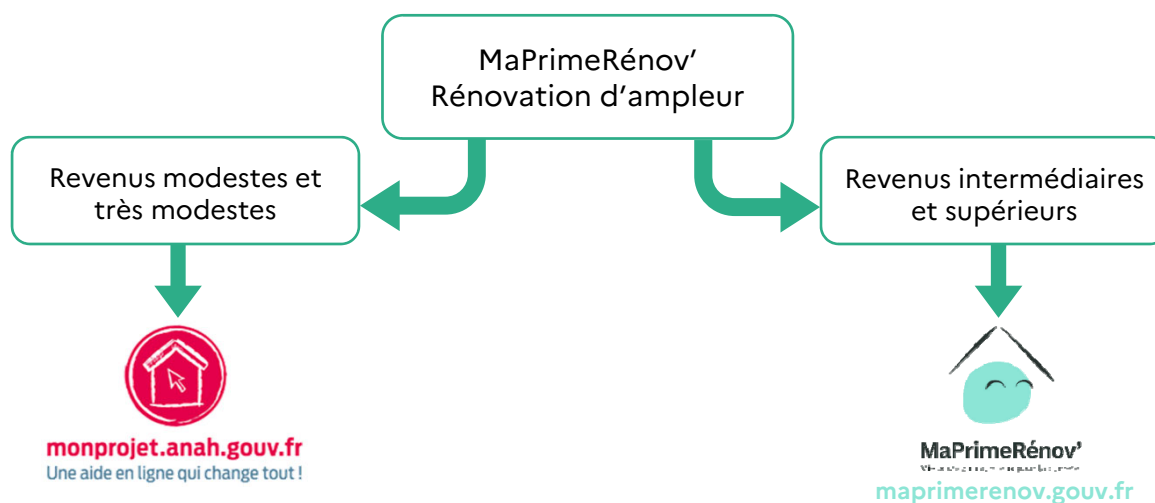 MaPrimeRénov’
Rénovation d’ampleur
Revenus modestes et
très modestes
Revenus intermédiaires
et supérieurs
monprojet.anah.gouv.fr
Une aide en ligne qui change tout !
MaPrimeRénov’
maprimerenov.gouv.fr